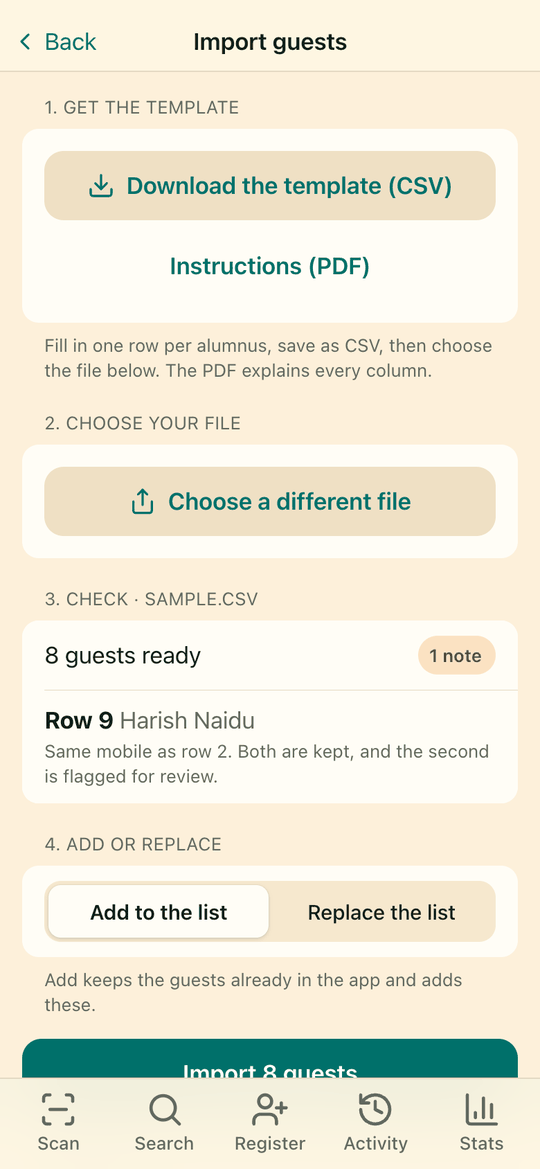 Back
Import guests
1. GET THE TEMPLATE
Download the template (CSV)
Instructions (PDF)
Fill in one row per alumnus, save as CSV, then choose
the file below. The PDF explains every column.
2. CHOOSE YOUR FILE
Choose a different file
3. CHECK · SAMPLE.CSV
8 guests ready
1 note
Row 9 Harish Naidu
Same mobile as row 2. Both are kept, and the second
is flagged for review.
4. ADD OR REPLACE
Add to the list
Replace the list
Add keeps the guests already in the app and adds
these.
Import 8 guests
Scan
Search
Register
Activity
Stats